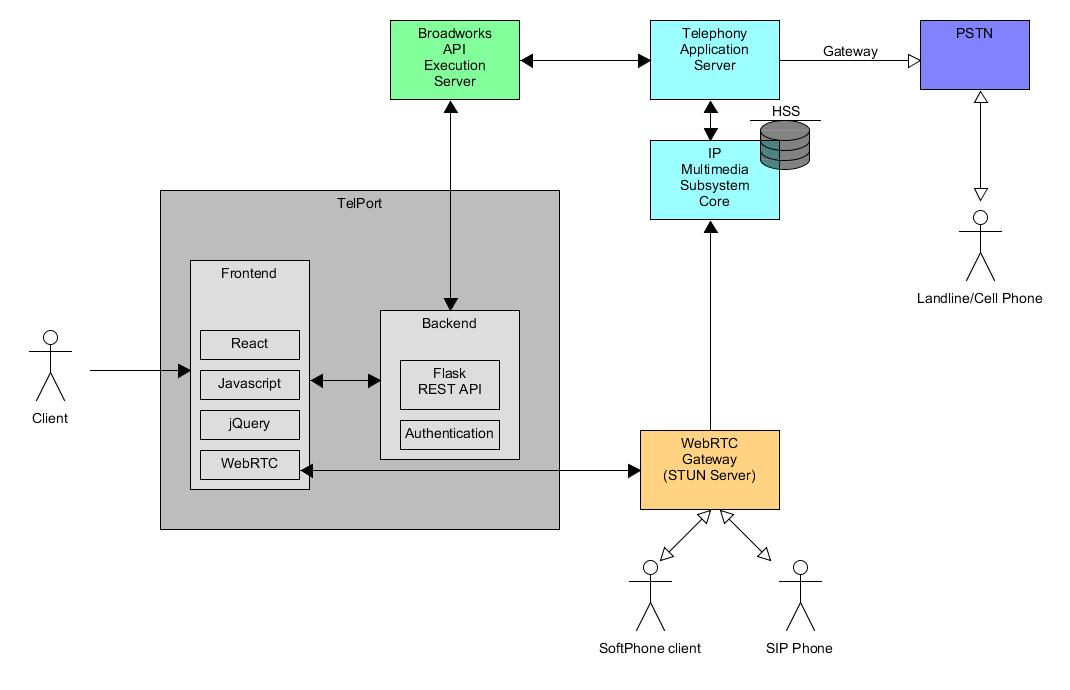 Broadworks
API
Execution
Server
Telephony
Application
Server
Gateway
PSTN
HSS
IP
Multimedia
Subsystem
Core
TelPort
Frontend
React
Javascript
jQuery
WebRTC
Backend
Flask
REST API
Authentication
Client
Landline/Cell Phone
WebRTC
Gateway
(STUN Server)
SoftPhone client
SIP Phone